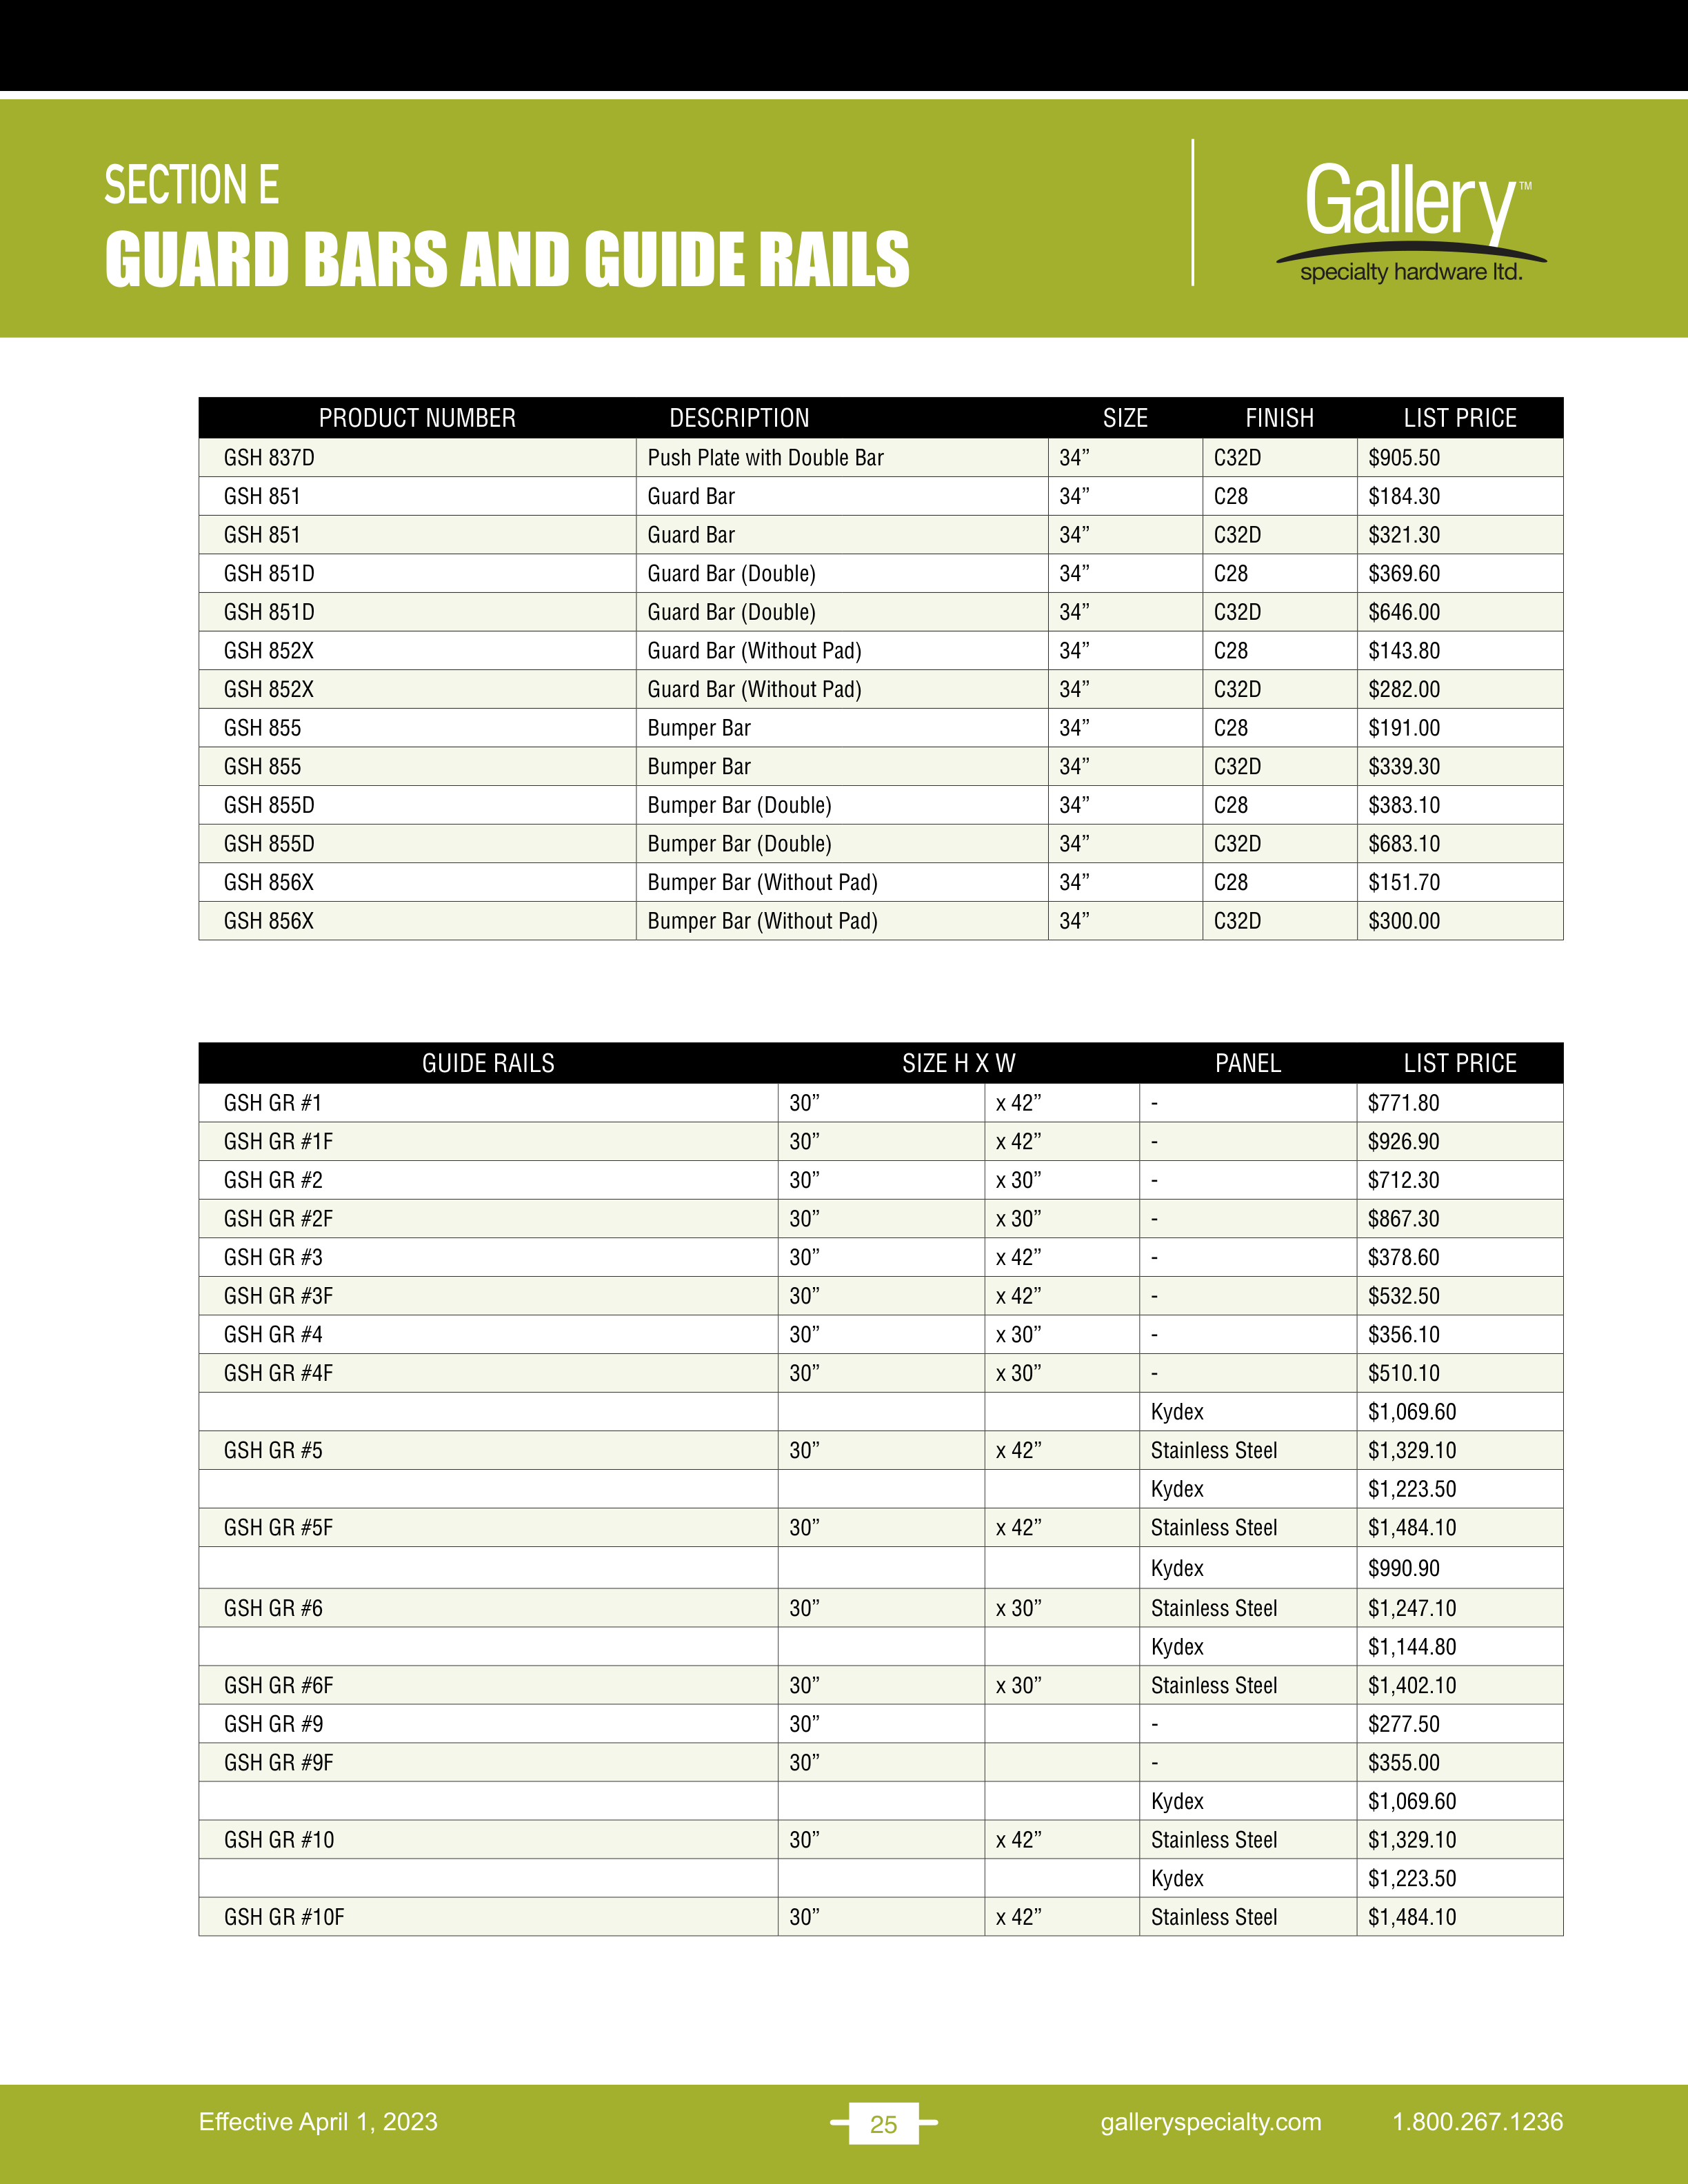 SECTION E
GUARD BARS AND GUIDE RAILS
Gallery™
specialty hardware ltd.
PRODUCT NUMBER DESCRIPTION SIZE FINISH LIST PRICE
GSH 837D Push Plate with Double Bar 34” C32D $905.50
GSH 851 Guard Bar 34” C28 $184.30
GSH 851 Guard Bar 34” C32D $321.30
GSH 851D Guard Bar (Double) 34” C28 $369.60
GSH 851D Guard Bar (Double) 34” C32D $646.00
GSH 852X Guard Bar (Without Pad) 34” C28 $143.80
GSH 852X Guard Bar (Without Pad) 34” C32D $282.00
GSH 855 Bumper Bar 34” C28 $191.00
GSH 855 Bumper Bar 34” C32D $339.30
GSH 855D Bumper Bar (Double) 34” C28 $383.10
GSH 855D Bumper Bar (Double) 34” C32D $683.10
GSH 856X Bumper Bar (Without Pad) 34” C28 $151.70
GSH 856X Bumper Bar (Without Pad) 34” C32D $300.00
GUIDE RAILS SIZE H X W PANEL LIST PRICE
GSH GR #1 30” x 42” - $771.80
GSH GR #1F 30” x 42” - $926.90
GSH GR #2 30” x 30” - $712.30
GSH GR #2F 30” x 30” - $867.30
GSH GR #3 30” x 42” - $378.60
GSH GR #3F 30” x 42” - $532.50
GSH GR #4 30” x 30” - $356.10
GSH GR #4F 30” x 30” - $510.10
Kydex $1,069.60
GSH GR #5 30” x 42” Stainless Steel $1,329.10
Kydex $1,223.50
GSH GR #5F 30” x 42” Stainless Steel $1,484.10
Kydex $990.90
GSH GR #6 30” x 30” Stainless Steel $1,247.10
Kydex $1,144.80
GSH GR #6F 30” x 30” Stainless Steel $1,402.10
GSH GR #9 30” - $277.50
GSH GR #9F 30” - $355.00
Kydex $1,069.60
GSH GR #10 30” x 42” Stainless Steel $1,329.10
Kydex $1,223.50
GSH GR #10F 30” x 42” Stainless Steel $1,484.10
Effective April 1, 2023 25 galleryspecialty.com 1.800.267.1236